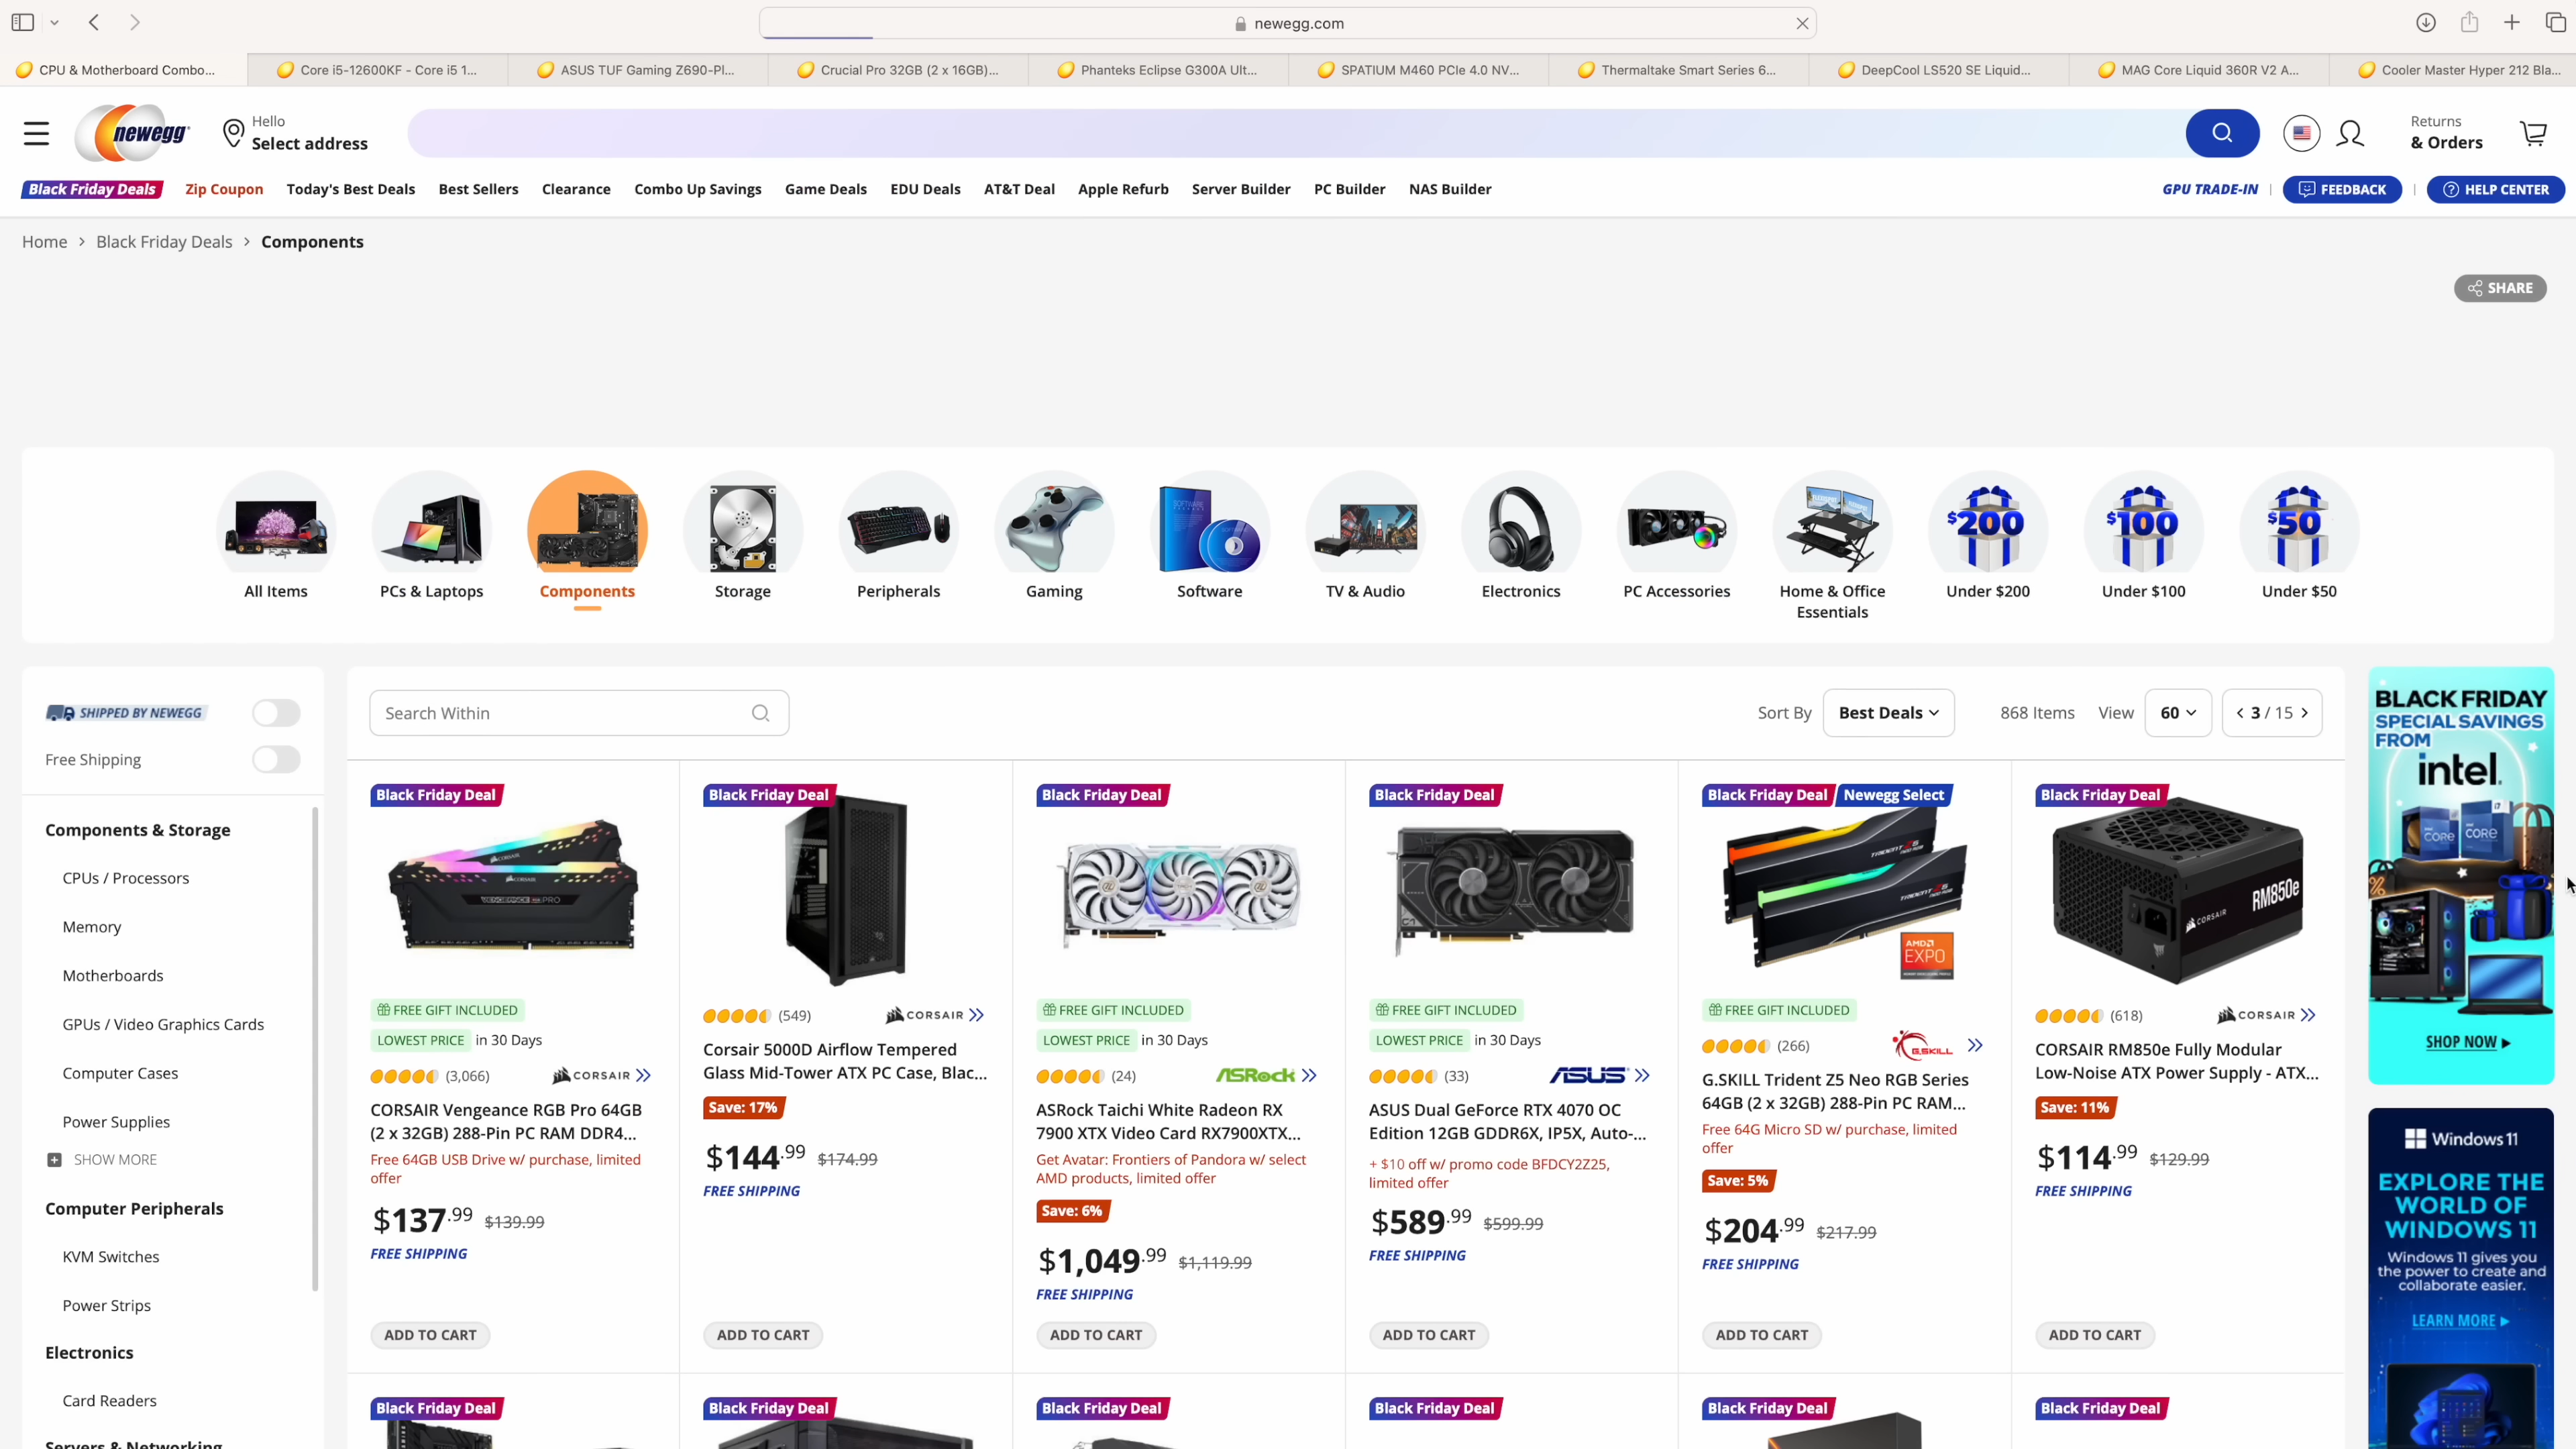 newegg.com
CPU & Motherboard Combo...
Core i5-12600KF - Core i5 1...
ASUS TUF Gaming Z690-Pl...
Crucial Pro 32GB (2 x 16GB)...
Phanteks Eclipse G300A Ult...
SPATIUM M460 PCIe 4.0 NV...
Thermaltake Smart Series 6...
DeepCool LS520 SE Liquid...
MAG Core Liquid 360R V2 A...
Cooler Master Hyper 212 Bla...
newegg
Hello
Select address
Returns
& Orders
Black Friday Deals
Zip Coupon
Today's Best Deals
Best Sellers
Clearance
Combo Up Savings
Game Deals
EDU Deals
AT&T Deal
Apple Refurb
Server Builder
PC Builder
NAS Builder
GPU TRADE-IN
FEEDBACK
HELP CENTER
Home > Black Friday Deals > Components
SHARE
$200
$100
$50
All Items
PCs & Laptops
Components
Storage
Peripherals
Gaming
Software
TV & Audio
Electronics
PC Accessories
Home & Office
Essentials
Under $200
Under $100
Under $50
SHIPPED BY NEWEGG
Free Shipping
Components & Storage
CPUs / Processors
Memory
Motherboards
GPUs / Video Graphics Cards
Computer Cases
Power Supplies
SHOW MORE
Computer Peripherals
KVM Switches
Power Strips
Electronics
Card Readers
Servers & Networking
Search Within
Sort By
Best Deals
868 Items
View
60
< 3 / 15 >
Black Friday Deal
VENGEANCE RGB PRO
FREE GIFT INCLUDED
LOWEST PRICE in 30 Days
(3,066)
CORSAIR
CORSAIR Vengeance RGB Pro 64GB
(2 x 32GB) 288-Pin PC RAM DDR4...
Free 64GB USB Drive w/ purchase, limited
offer
$137.99 $139.99
FREE SHIPPING
ADD TO CART
Black Friday Deal
(549)
CORSAIR
Corsair 5000D Airflow Tempered
Glass Mid-Tower ATX PC Case, Blac...
Save: 17%
$144.99 $174.99
FREE SHIPPING
ADD TO CART
Black Friday Deal
FREE GIFT INCLUDED
LOWEST PRICE in 30 Days
(24)
ASRock
ASRock Taichi White Radeon RX
7900 XTX Video Card RX7900XTX...
Get Avatar: Frontiers of Pandora w/ select
AMD products, limited offer
Save: 6%
$1,049.99 $1,119.99
FREE SHIPPING
ADD TO CART
Black Friday Deal
FREE GIFT INCLUDED
LOWEST PRICE in 30 Days
(33)
ASUS
ASUS Dual GeForce RTX 4070 OC
Edition 12GB GDDR6X, IP5X, Auto-...
+ $10 off w/ promo code BFDCY2Z25,
limited offer
$589.99 $599.99
FREE SHIPPING
ADD TO CART
Black Friday Deal
Newegg Select
TRIDENT Z5
TRIDENT Z5
AMD
EXPO
FREE GIFT INCLUDED
(266)
G.SKILL
G.SKILL Trident Z5 Neo RGB Series
64GB (2 x 32GB) 288-Pin PC RAM...
Free 64G Micro SD w/ purchase, limited
offer
Save: 5%
$204.99 $217.99
FREE SHIPPING
ADD TO CART
Black Friday Deal
CORSAIR
RM850e
(618)
CORSAIR
CORSAIR RM850e Fully Modular
Low-Noise ATX Power Supply - ATX...
Save: 11%
$114.99 $129.99
FREE SHIPPING
ADD TO CART
Black Friday Deal
Black Friday Deal
Black Friday Deal
Black Friday Deal
Black Friday Deal
Black Friday Deal
BLACK FRIDAY
SPECIAL SAVINGS
FROM
intel.
CORE
CORE
i7
%
SHOP NOW
Windows 11
EXPLORE THE
WORLD OF
WINDOWS 11
Windows 11 gives you
the power to create and
collaborate easier.
LEARN MORE